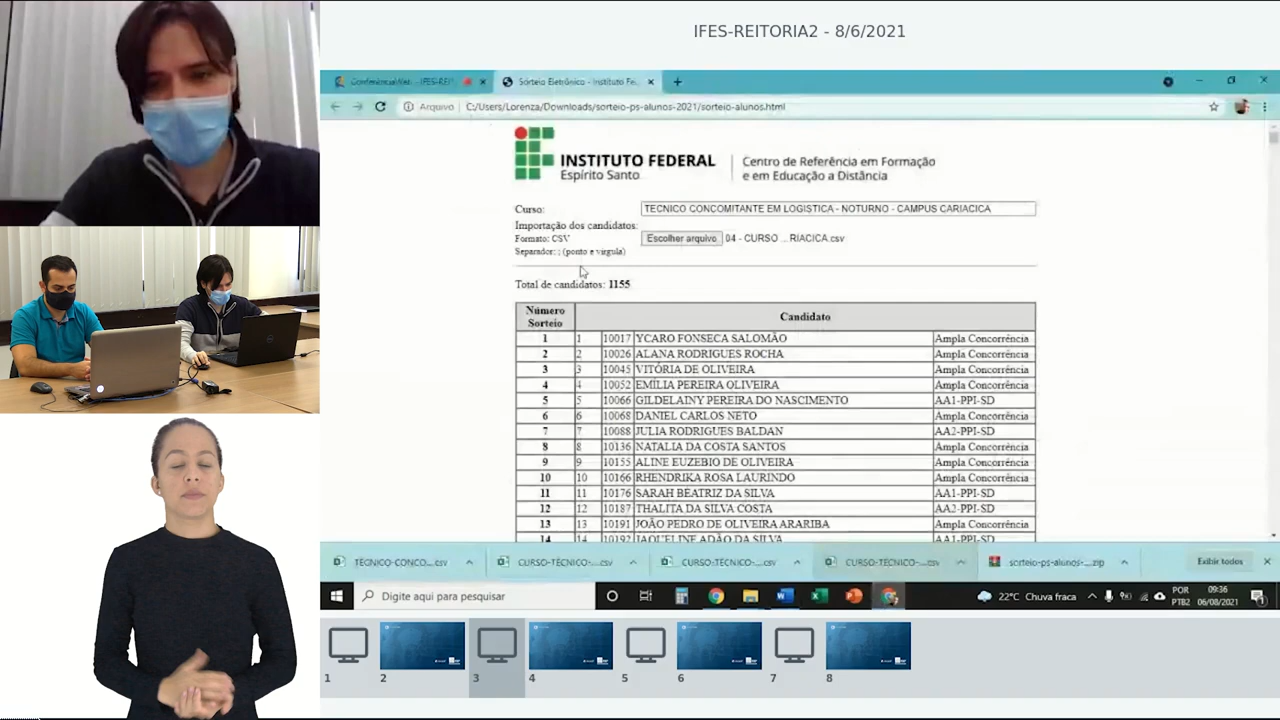 IFES-REITORIA2 - 8/6/2021
Sorteio Eletrônico - Instituto Fe...
Arquivo | C:/Users/Lorenza/Downloads/sorteio-ps-alunos-2021/sorteio-alunos.html
INSTITUTO FEDERAL
Espírito Santo
Centro de Referência em Formação
e em Educação a Distância
Curso: TECNICO CONCOMITANTE EM LOGISTICA - NOTURNO - CAMPUS CARIACICA
Importação dos candidatos:
Formato: CSV
Separador: ; (ponto e vírgula)
Escolher arquivo 04 - CURSO ... RIACICA.csv
Total de candidatos: 1155
Número Sorteio Candidato
1 1 10017 YCARO FONSECA SALOMÃO Ampla Concorrência
2 2 10026 ALANA RODRIGUES ROCHA Ampla Concorrência
3 3 10045 VITÓRIA DE OLIVEIRA Ampla Concorrência
4 4 10052 EMÍLIA PEREIRA OLIVEIRA Ampla Concorrência
5 5 10066 GILDELAINY PEREIRA DO NASCIMENTO AA1-PPI-SD
6 6 10068 DANIEL CARLOS NETO Ampla Concorrência
7 7 10088 JULIA RODRIGUES BALDAN AA2-PPI-SD
8 8 10136 NATALIA DA COSTA SANTOS Ampla Concorrência
9 9 10155 ALINE EUZEBIO DE OLIVEIRA Ampla Concorrência
10 10 10166 RHENDRIKA ROSA LAURINDO Ampla Concorrência
11 11 10176 SARAH BEATRIZ DA SILVA AA1-PPI-SD
12 12 10187 THALITA DA SILVA COSTA AA2-PPI-SD
13 13 10191 JOÃO PEDRO DE OLIVEIRA ARARIBA Ampla Concorrência
14 14 10192 JAQUELINE ADÃO DA SILVA AA1-PPI-SD
TECNICO-CONCO....csv CURSO-TECNICO-....csv CURSO-TECNICO-....csv CURSO-TECNICO-....csv sorteio-ps-alunos-....zip Exibir todos
Digite aqui para pesquisar
22°C Chuva fraca
POR
PTB2
09:36
06/08/2021
1 2 3 4 5 6 7 8